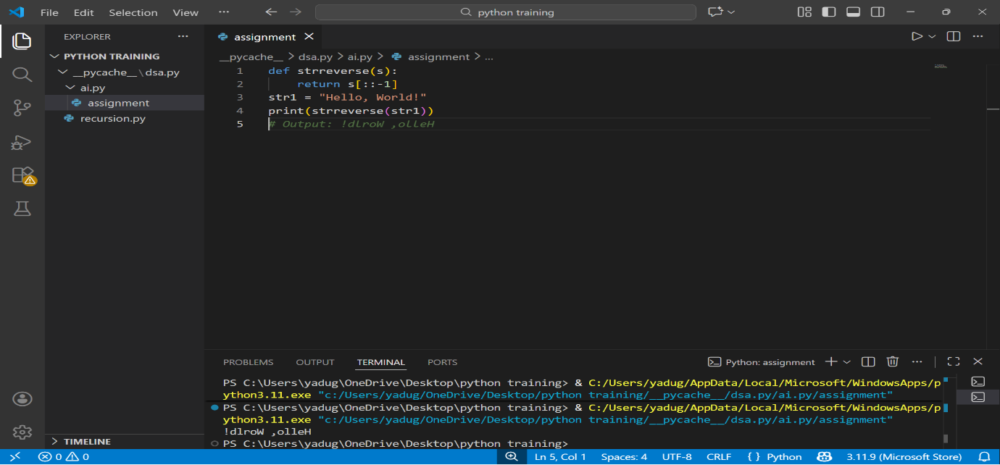 File Edit Selection View ··· python training
EXPLORER ···
PYTHON TRAINING
__pycache__\dsa.py
ai.py
assignment
recursion.py
assignment
__pycache__ > dsa.py > ai.py > assignment > ...
1 def strreverse(s):
2     return s[::-1]
3 str1 = "Hello, World!"
4 print(strreverse(str1))
5 # Output: !dlroW ,olleH
PROBLEMS OUTPUT TERMINAL PORTS Python: assignment
PS C:\Users\yadug\OneDrive\Desktop\python training> & C:/Users/yadug/AppData/Local/Microsoft/WindowsApps/p
ython3.11.exe "c:/Users/yadug/OneDrive/Desktop/python training/__pycache__/dsa.py/ai.py/assignment"
PS C:\Users\yadug\OneDrive\Desktop\python training> & C:/Users/yadug/AppData/Local/Microsoft/WindowsApps/p
ython3.11.exe "c:/Users/yadug/OneDrive/Desktop/python training/__pycache__/dsa.py/ai.py/assignment"
!dlroW ,olleH
PS C:\Users\yadug\OneDrive\Desktop\python training>
TIMELINE
0 0 Ln 5, Col 1 Spaces: 4 UTF-8 CRLF { } Python 3.11.9 (Microsoft Store)